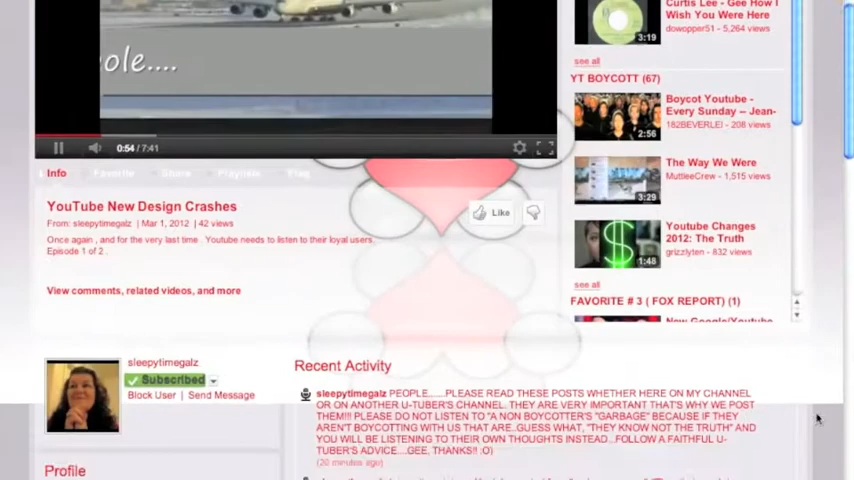 ole....
0:54 / 7:41
Info
Favorite
Share
Playlists
Flag
YouTube New Design Crashes
From: sleepytimegalz | Mar 1, 2012 | 42 views
Once again , and for the very last time . Youtube needs to listen to their loyal users.
Episode 1 of 2 .
Like
View comments, related videos, and more
Curtis Lee - Gee How I
Wish You Were Here
dowopper51 - 5,264 views
3:19
see all
YT BOYCOTT (67)
Boycot Youtube -
Every Sunday -- Jean-
182BEVERLEI - 208 views
2:56
The Way We Were
MuttleeCrew - 1,515 views
3:29
Youtube Changes
2012: The Truth
grizzlyten - 832 views
1:48
see all
FAVORITE # 3 ( FOX REPORT) (1)
New Google/Youtube
sleepytimegalz
Subscribed
Block User | Send Message
Profile
Recent Activity
sleepytimegalz PEOPLE......PLEASE READ THESE POSTS WHETHER HERE ON MY CHANNEL
OR ON ANOTHER U-TUBER'S CHANNEL. THEY ARE VERY IMPORTANT THAT'S WHY WE POST
THEM!!! PLEASE DO NOT LISTEN TO "A NON BOYCOTTER'S "GARBAGE" BECAUSE IF THEY
AREN'T BOYCOTTING WITH US THAT ARE..GUESS WHAT, "THEY KNOW NOT THE TRUTH" AND
YOU WILL BE LISTENING TO THEIR OWN THOUGHTS INSTEAD...FOLLOW A FAITHFUL U-
TUBER'S ADVICE....GEE, THANKS!! :O)
(20 minutes ago)